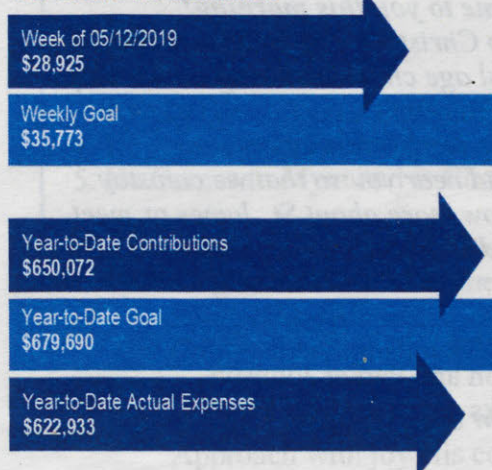 Week of 05/12/2019
$28,925
Weekly Goal
$35,773
Year-to-Date Contributions
$650,072
Year-to-Date Goal
$679,690
Year-to-Date Actual Expenses
$622,933